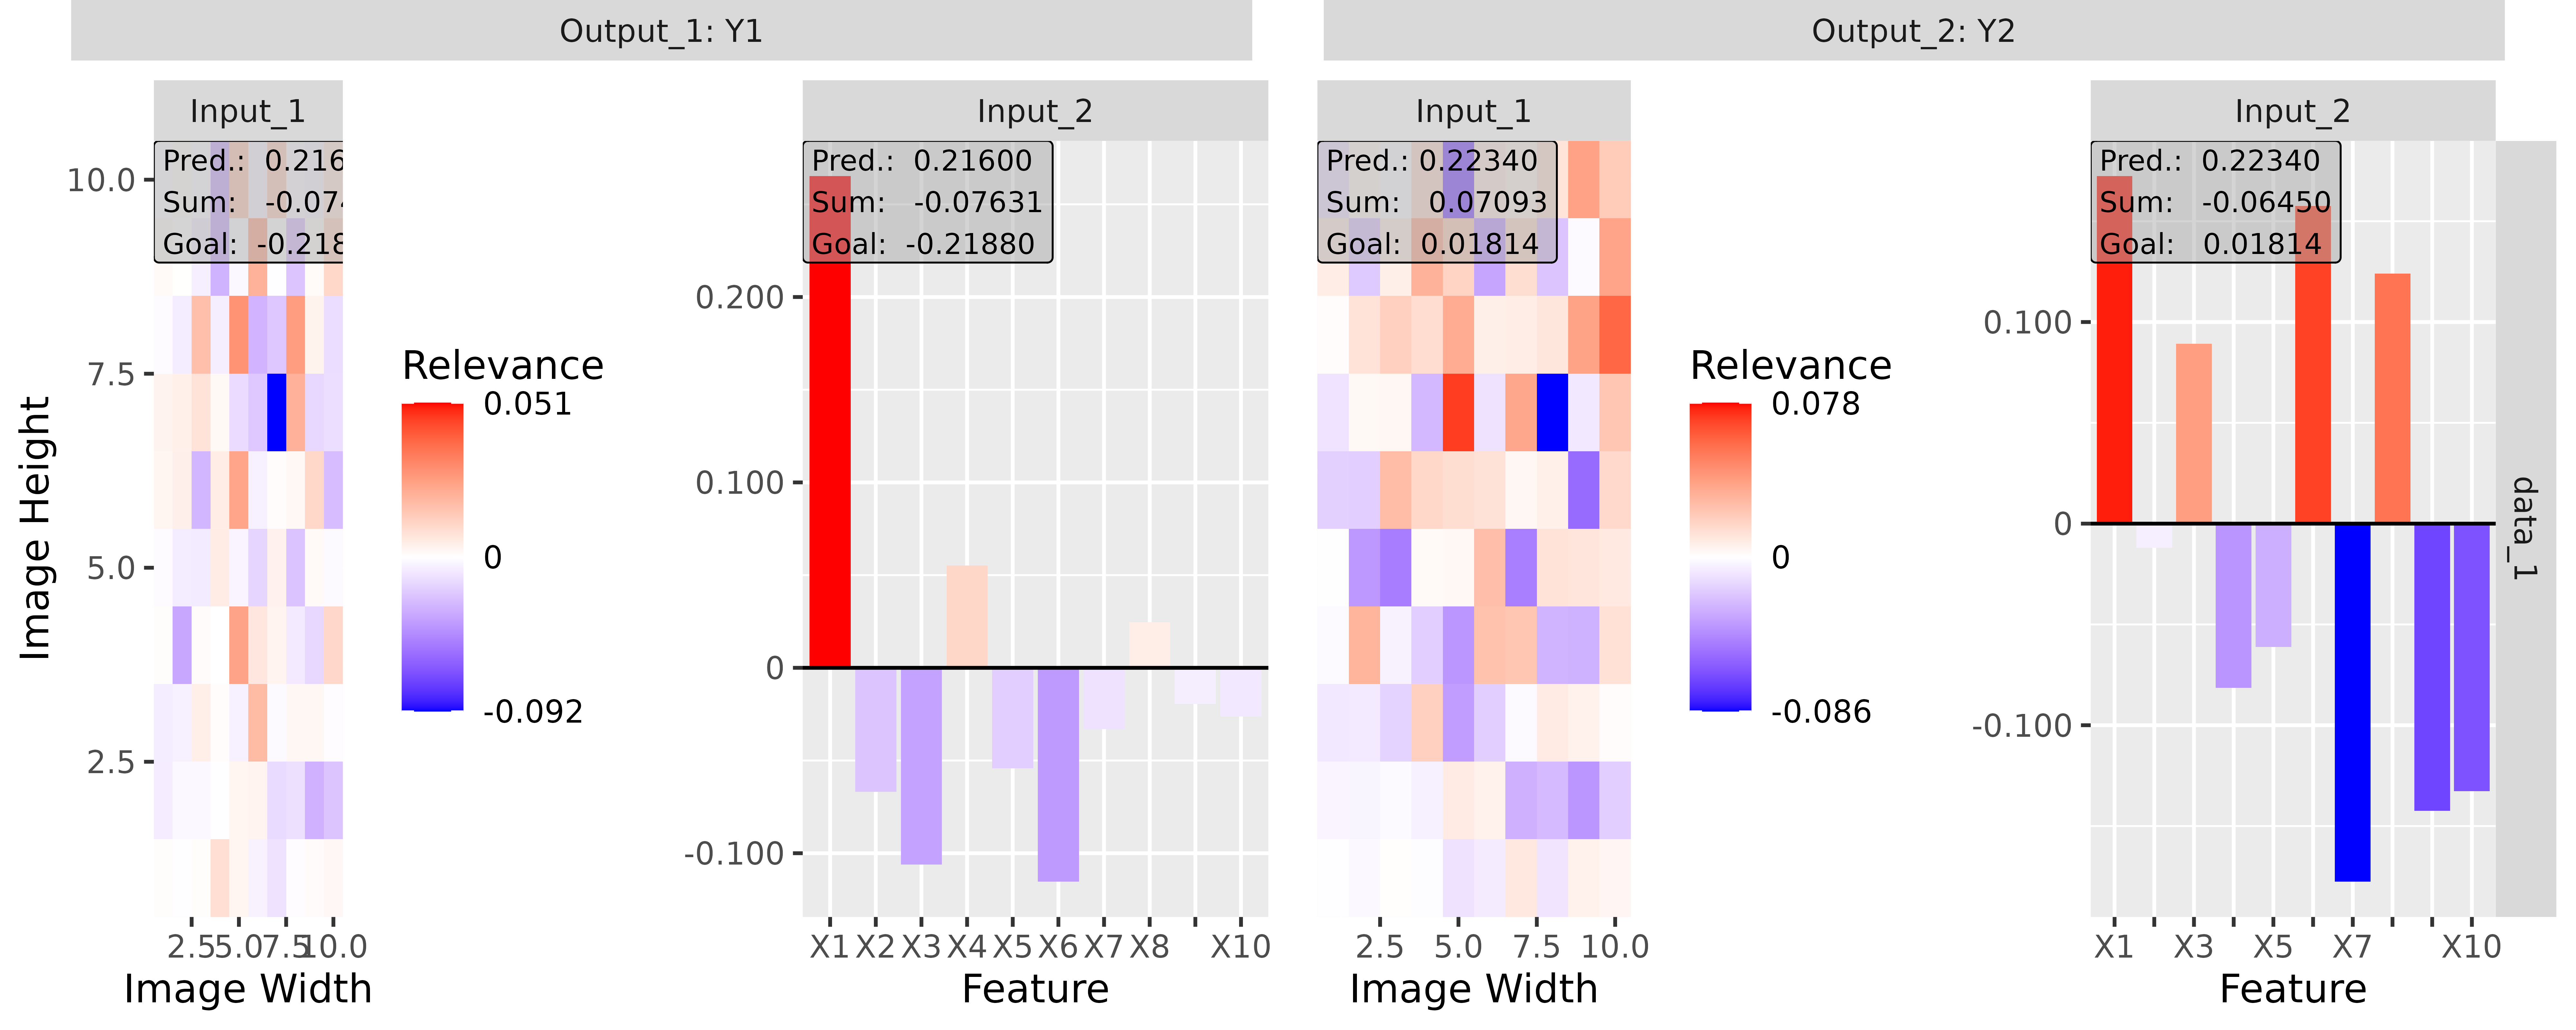 Output_1: Y1
Output_2: Y2
Input_1
Input_2
Input_1
Input_2
Pred.: 0.216
Sum: -0.074
Goal: -0.218
Pred.: 0.21600
Sum: -0.07631
Goal: -0.21880
Pred.: 0.22340
Sum: 0.07093
Goal: 0.01814
Pred.: 0.22340
Sum: -0.06450
Goal: 0.01814
Image Height
10.0
7.5
5.0
2.5
2.5 5.0 7.5 10.0
Image Width
Relevance
0.051
0
-0.092
0.200
0.100
0
-0.100
X1 X2 X3 X4 X5 X6 X7 X8 X10
Feature
2.5 5.0 7.5 10.0
Image Width
Relevance
0.078
0
-0.086
0.100
0
-0.100
X1 X3 X5 X7 X10
Feature
data_1